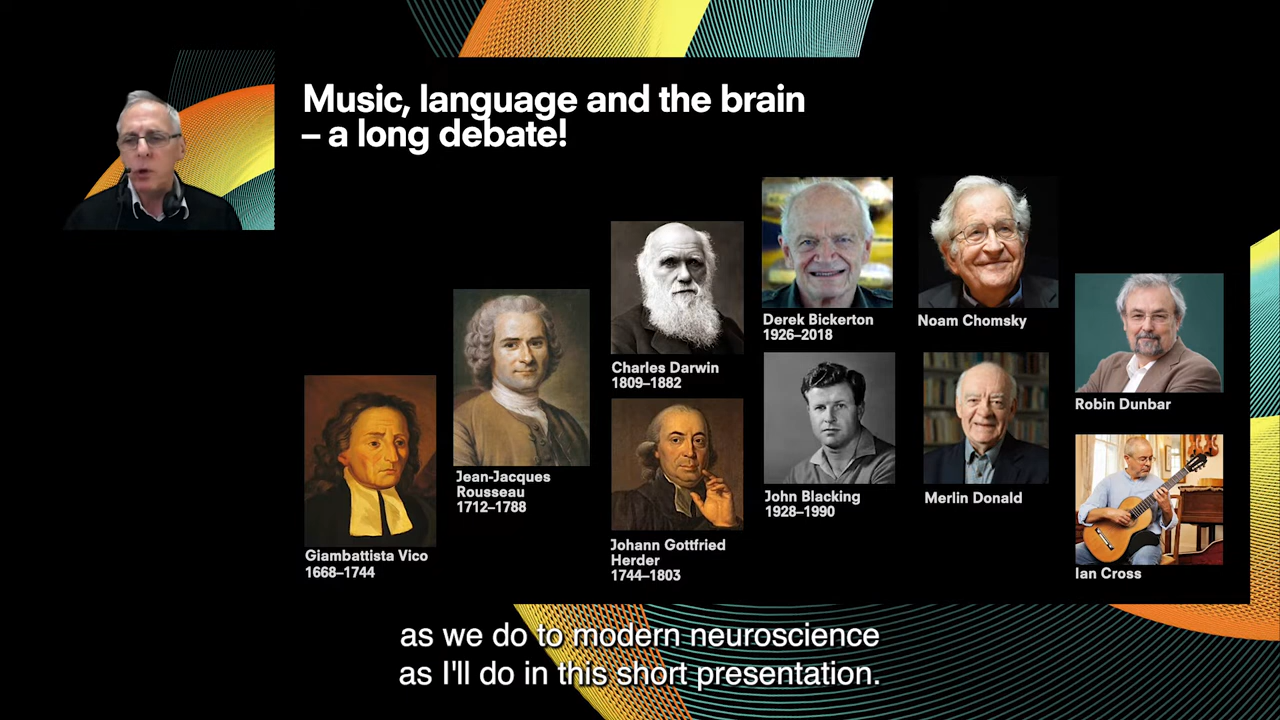 Music, language and the brain
– a long debate!
Derek Bickerton
1926–2018
Noam Chomsky
Charles Darwin
1809–1882
Robin Dunbar
Jean-Jacques
Rousseau
1712–1788
John Blacking
1928–1990
Merlin Donald
Giambattista Vico
1668–1744
Johann Gottfried
Herder
1744–1803
Ian Cross
as we do to modern neuroscience
as I'll do in this short presentation.